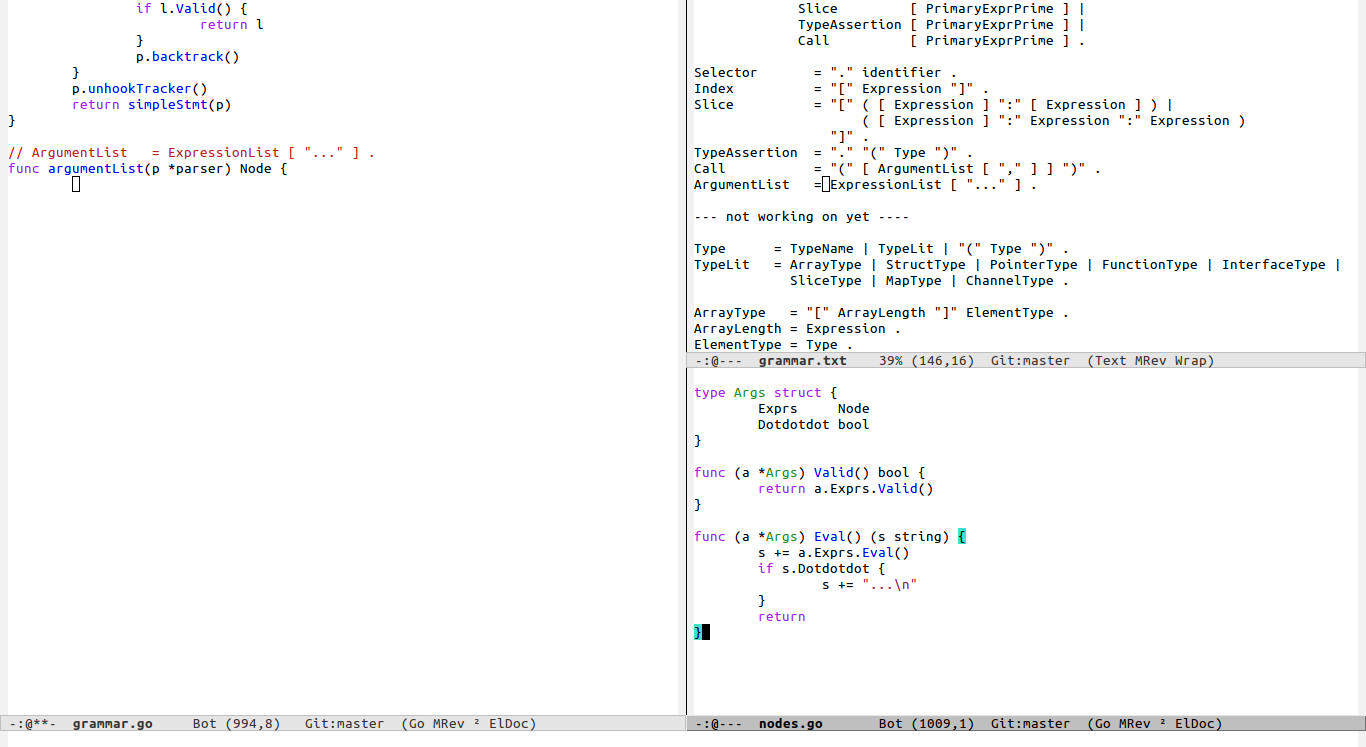 if l.Valid() {
                        return l
                }
                p.backtrack()
        }
        p.unhookTracker()
        return simpleStmt(p)
}

// ArgumentList   = ExpressionList [ "..." ] .
func argumentList(p *parser) Node {
-:@**-  grammar.go     Bot (994,8)   Git:master  (Go MRev ² ElDoc)

             Slice         [ PrimaryExprPrime ] |
             TypeAssertion [ PrimaryExprPrime ] |
             Call          [ PrimaryExprPrime ] .

Selector       = "." identifier .
Index          = "[" Expression "]" .
Slice          = "[" ( [ Expression ] ":" [ Expression ] ) |
                     ( [ Expression ] ":" Expression ":" Expression )
                 "]" .
TypeAssertion  = "." "(" Type ")" .
Call           = "(" [ ArgumentList [ "," ] ] ")" .
ArgumentList   = ExpressionList [ "..." ] .

--- not working on yet ----

Type      = TypeName | TypeLit | "(" Type ")" .
TypeLit   = ArrayType | StructType | PointerType | FunctionType | InterfaceType |
            SliceType | MapType | ChannelType .

ArrayType   = "[" ArrayLength "]" ElementType .
ArrayLength = Expression .
ElementType = Type .
-:@---  grammar.txt    39% (146,16)  Git:master  (Text MRev Wrap)

type Args struct {
        Exprs     Node
        Dotdotdot bool
}

func (a *Args) Valid() bool {
        return a.Exprs.Valid()
}

func (a *Args) Eval() (s string) {
        s += a.Exprs.Eval()
        if s.Dotdotdot {
                s += "...\n"
        }
        return
}
-:@---  nodes.go       Bot (1009,1)  Git:master  (Go MRev ² ElDoc)